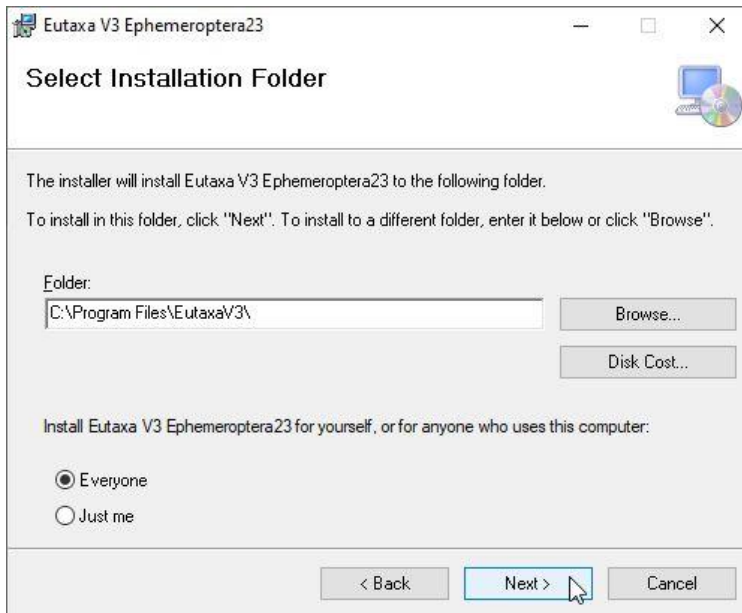 Eutaxa V3 Ephemeroptera23
Select Installation Folder
The installer will install Eutaxa V3 Ephemeroptera23 to the following folder.
To install in this folder, click "Next". To install to a different folder, enter it below or click "Browse".
Folder:
C:\Program Files\EutaxaV3\
Browse...
Disk Cost...
Install Eutaxa V3 Ephemeroptera23 for yourself, or for anyone who uses this computer:
Everyone
Just me
< Back
Next >
Cancel